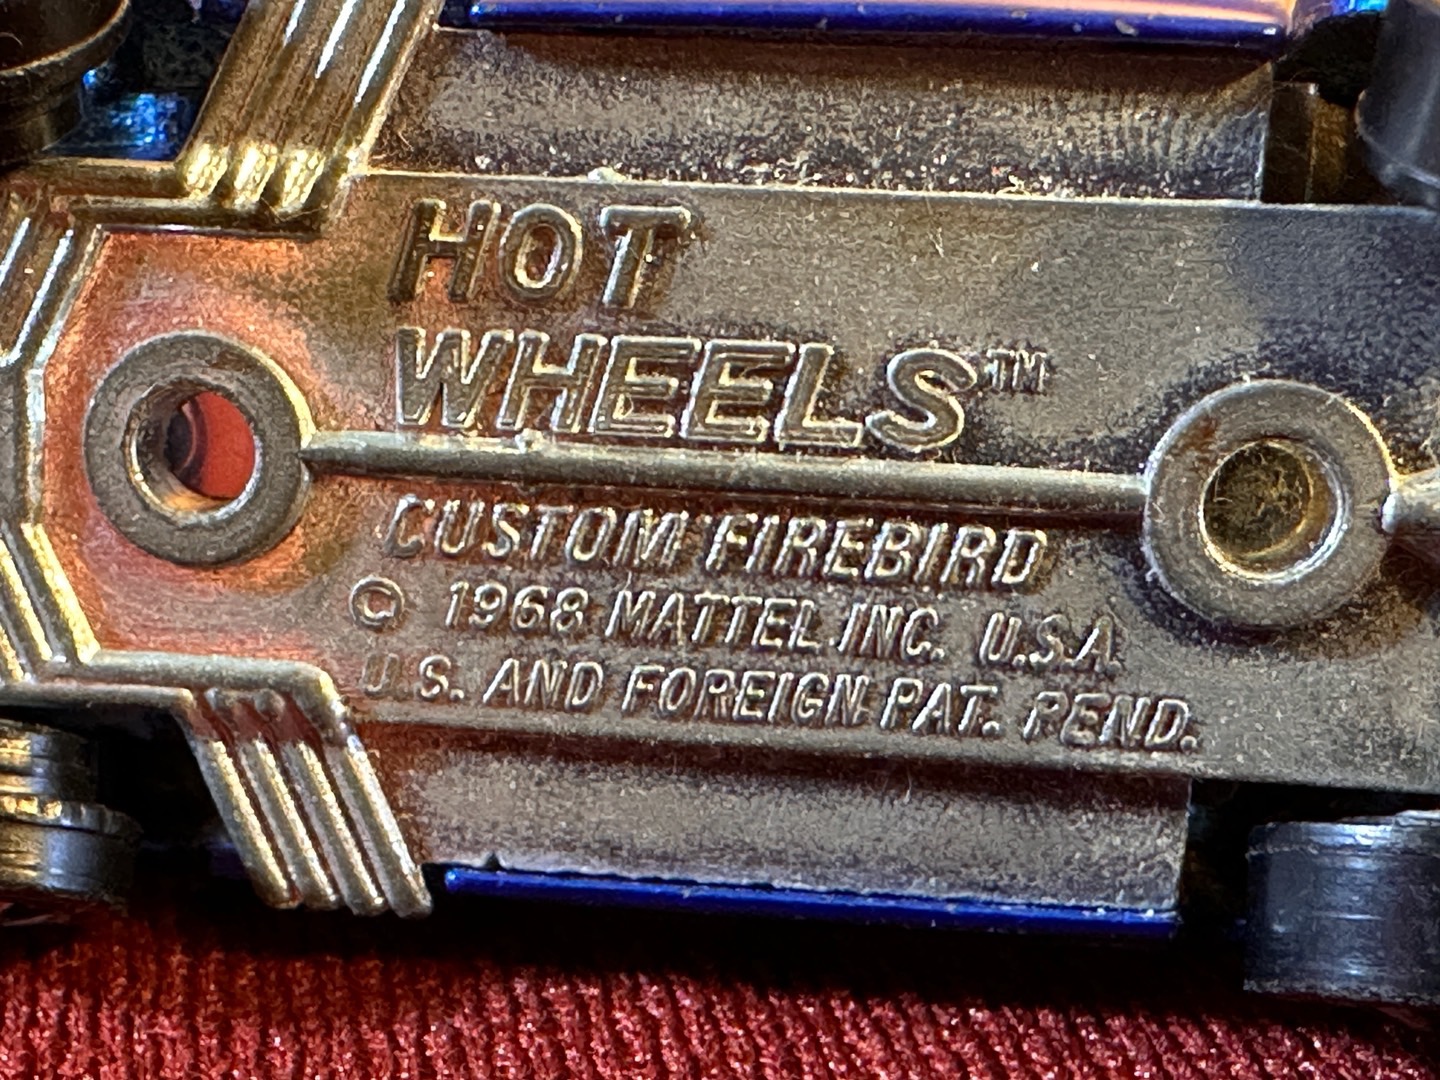 HOT
WHEELS™
CUSTOM FIREBIRD
© 1968 MATTEL INC. U.S.A.
U.S. AND FOREIGN PAT. PEND.